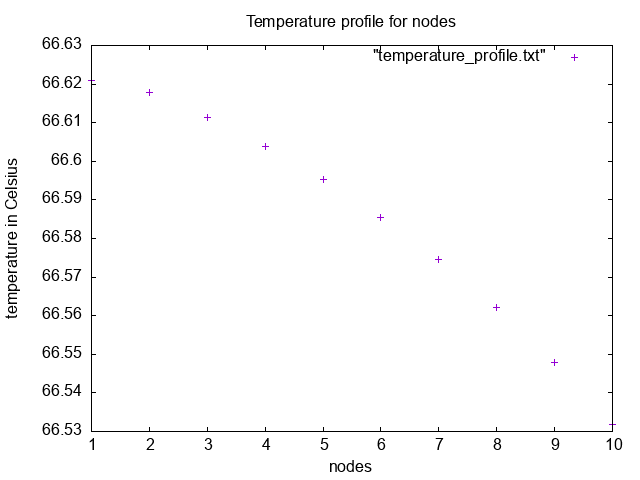 Temperature profile for nodes
"temperature_profile.txt"
66.63
66.62
66.61
66.6
66.59
66.58
66.57
66.56
66.55
66.54
66.53
temperature in Celsius
1 2 3 4 5 6 7 8 9 10
nodes